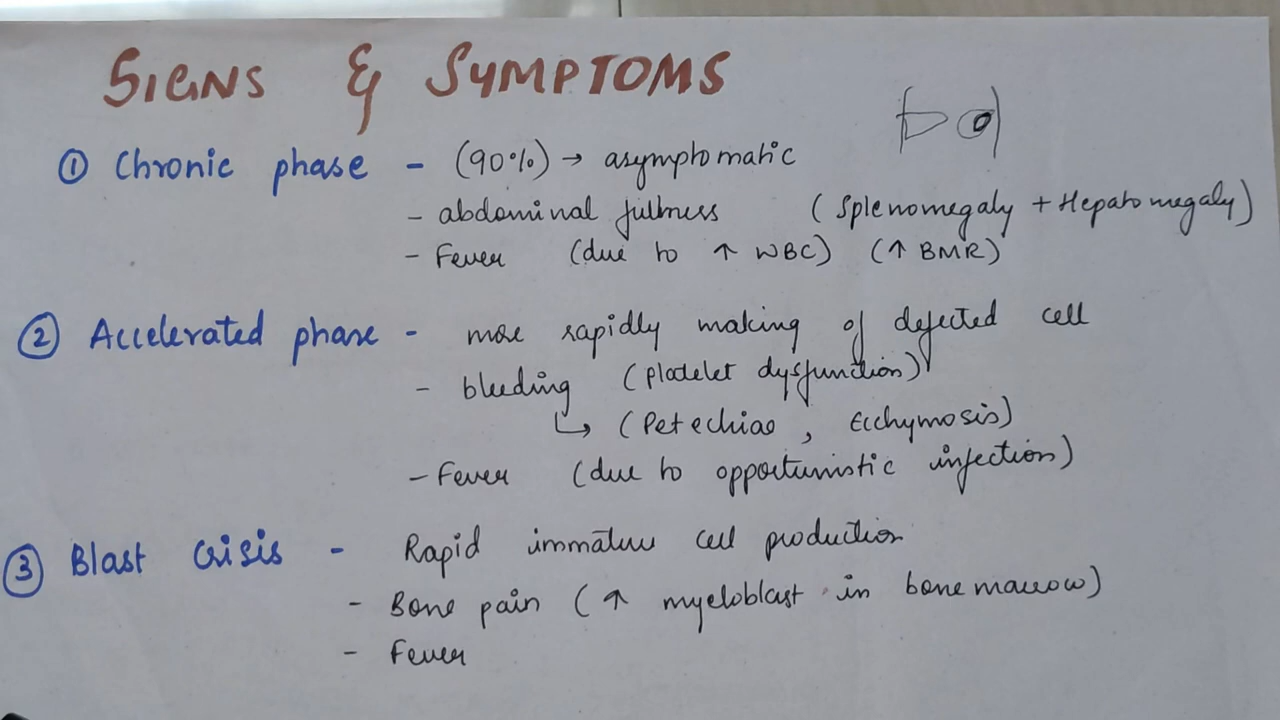 SIGNS & SYMPTOMS
① Chronic phase - (90%) → asymptomatic
- abdominal fullness (Splenomegaly + Hepatomegaly)
- Fever (due to ↑ WBC) (↑ BMR)
② Accelerated phase - more rapidly making of defected cell
- bleeding (Platelet dysfunction)
↳ (Petechiae, Ecchymosis)
- Fever (due to opportunistic infection)
③ Blast Crisis - Rapid immature cell production
- Bone pain (↑ myeloblast in bone marrow)
- Fever